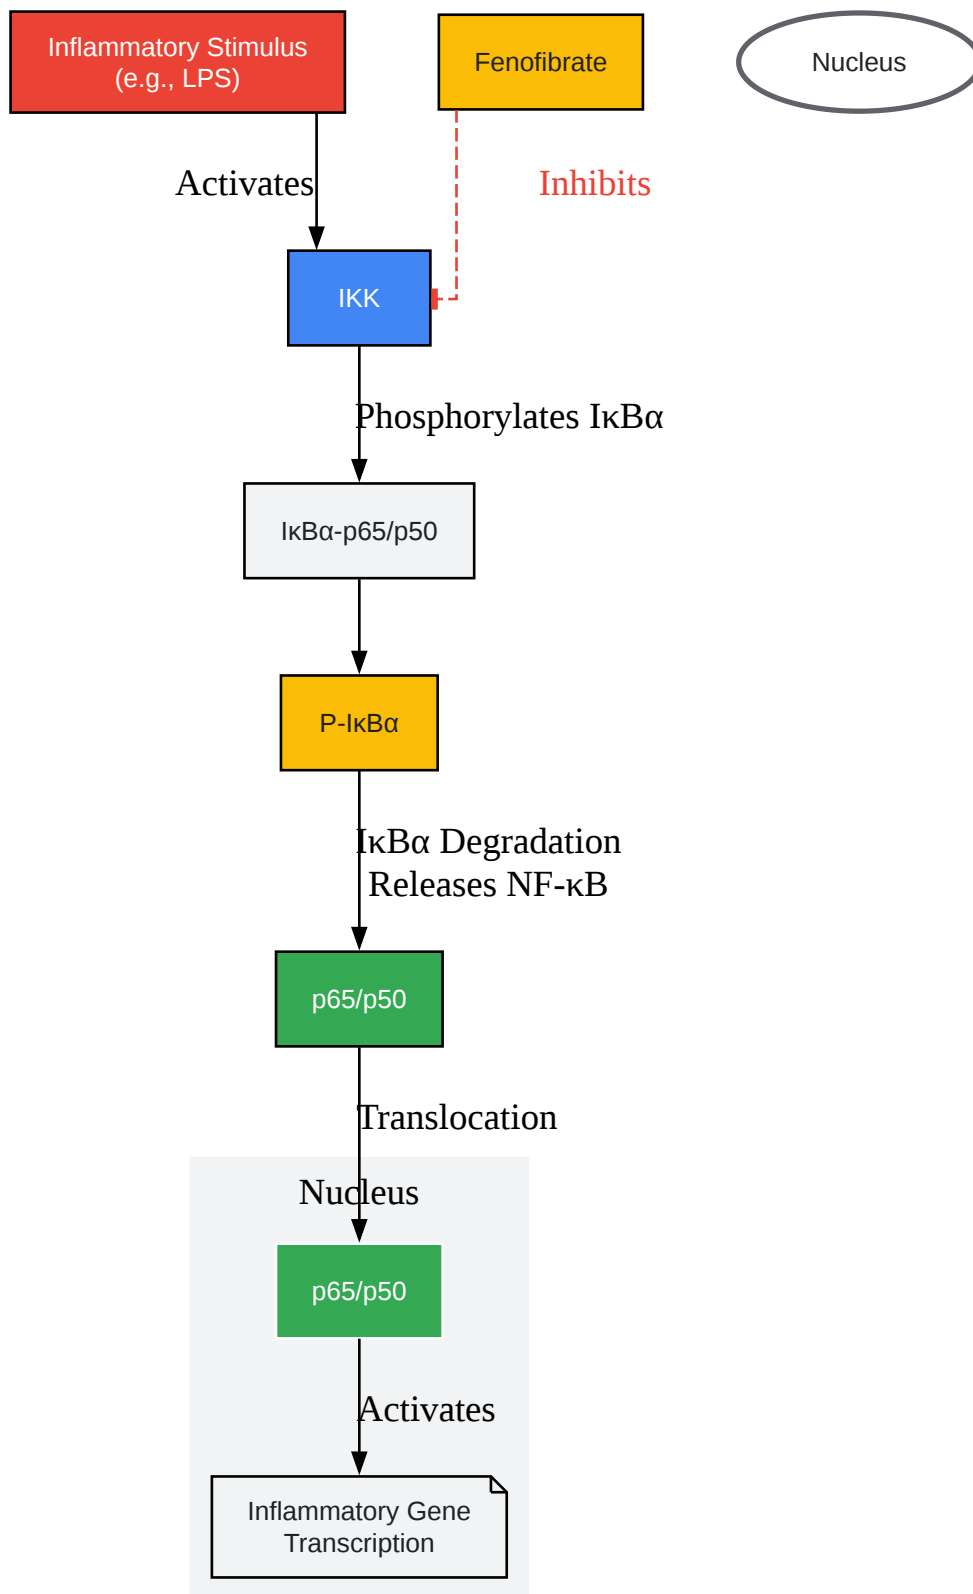 Inflammatory Stimulus
(e.g., LPS)
Fenofibrate
Nucleus
Activates
Inhibits
IKK
Phosphorylates IκBα
IκBα-p65/p50
P-IκBα
IκBα Degradation
Releases NF-κB
p65/p50
Translocation
Nucleus
p65/p50
Activates
Inflammatory Gene
Transcription